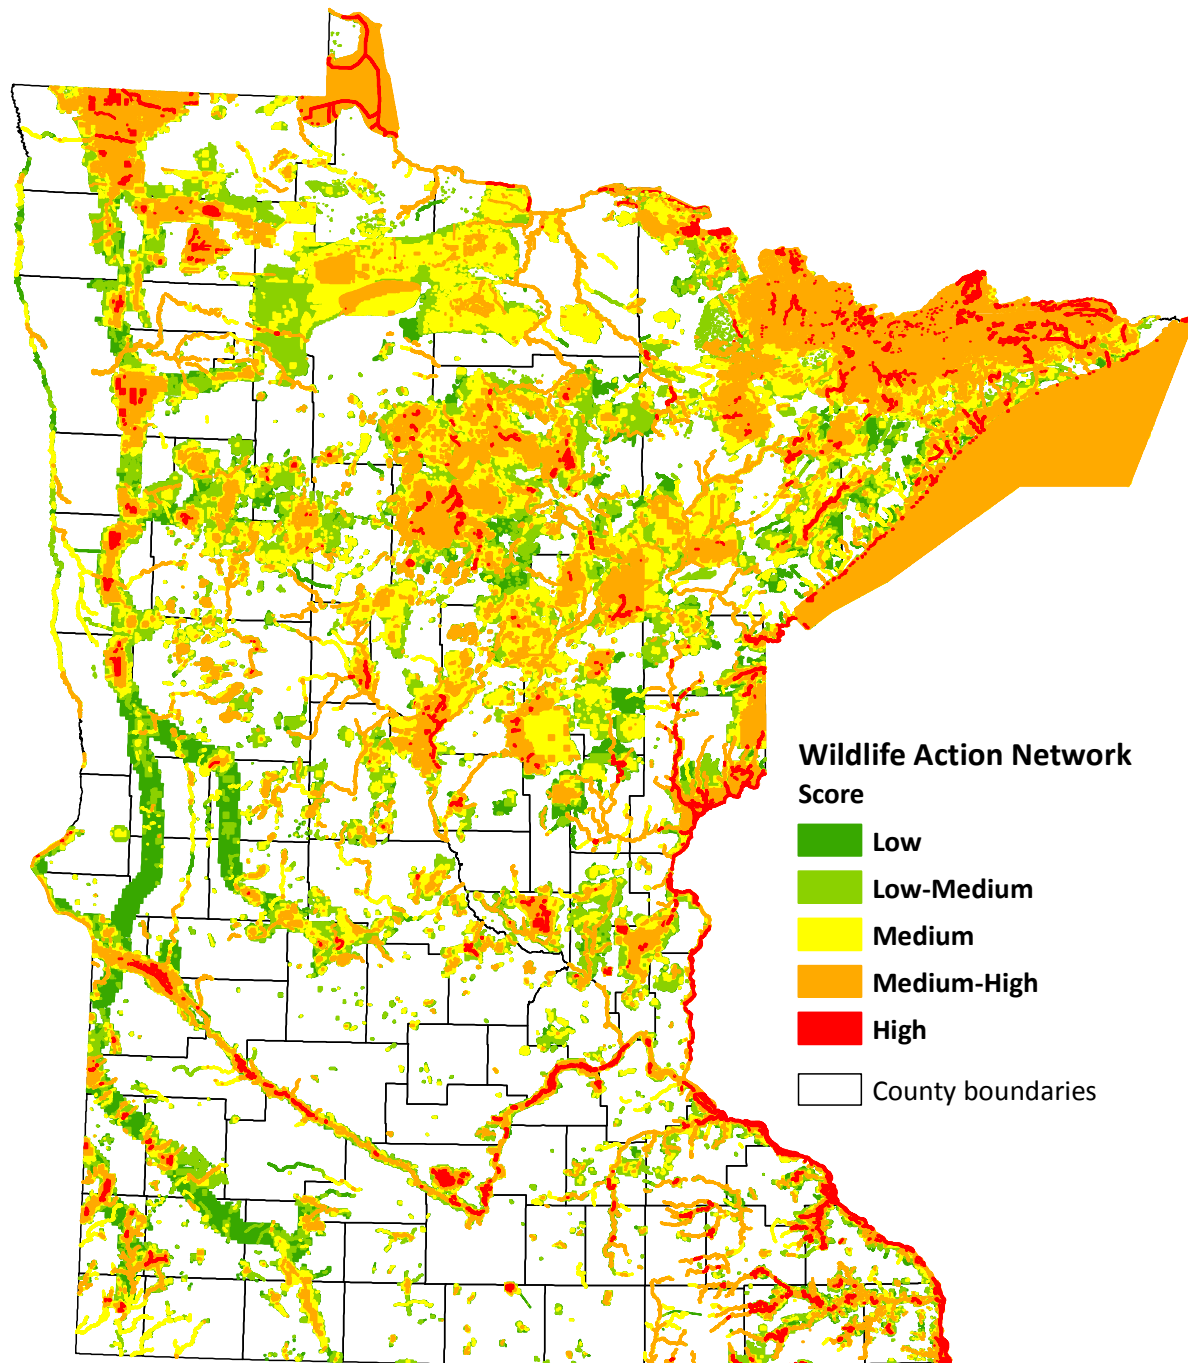 Wildlife Action Network
Score
Low
Low-Medium
Medium
Medium-High
High
County boundaries